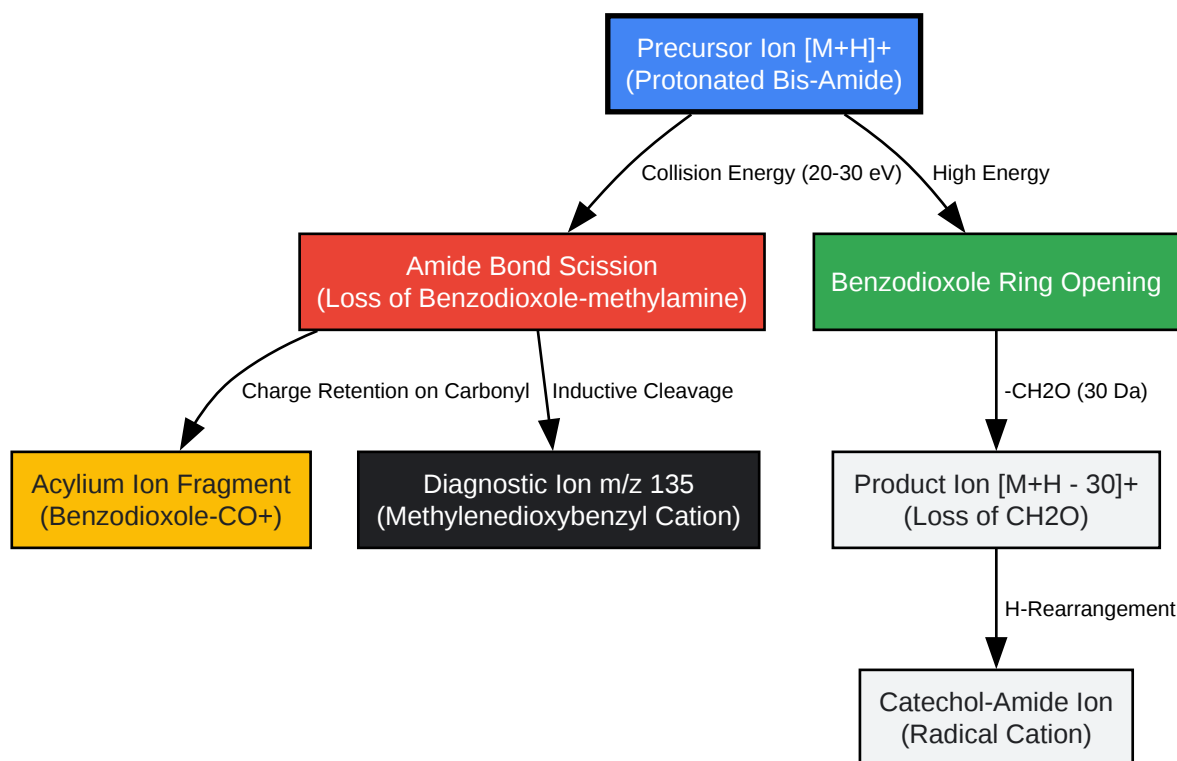 Precursor Ion [M+H]+
(Protonated Bis-Amide)
Collision Energy (20-30 eV)
High Energy
Amide Bond Scission
(Loss of Benzodioxole-methylamine)
Benzodioxole Ring Opening
Charge Retention on Carbonyl
Inductive Cleavage
-CH2O (30 Da)
Acylium Ion Fragment
(Benzodioxole-CO+)
Diagnostic Ion m/z 135
(Methylenedioxybenzyl Cation)
Product Ion [M+H - 30]+
(Loss of CH2O)
H-Rearrangement
Catechol-Amide Ion
(Radical Cation)